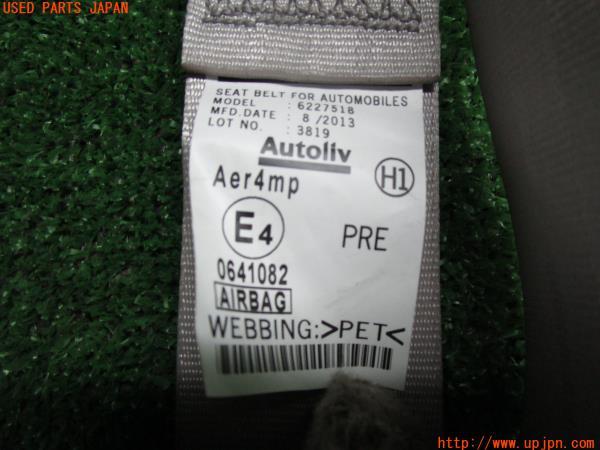 USED PARTS JAPAN
SEAT BELT FOR AUTOMOBILES
MODEL : 6227518
MFD.DATE : 8/2013
LOT NO. : 3819
Autoliv
Aer4mp H1
E4 PRE
0641082
AIRBAG
WEBBING:>PET<
http://www.upjpn.com